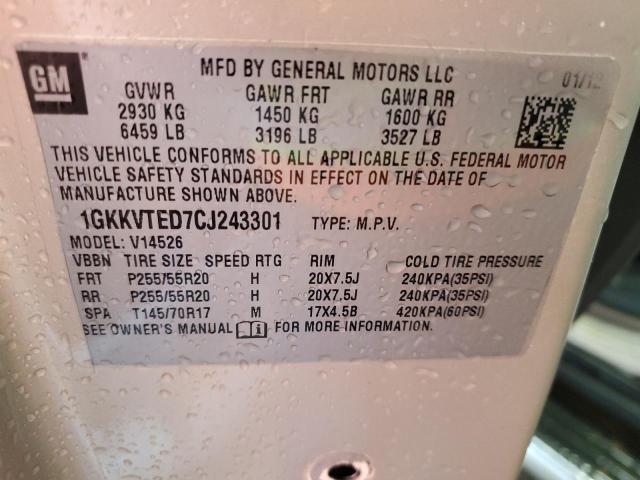 GM
MFD BY GENERAL MOTORS LLC 01/12
GVWR GAWR FRT GAWR RR
2930 KG 1450 KG 1600 KG
6459 LB 3196 LB 3527 LB
THIS VEHICLE CONFORMS TO ALL APPLICABLE U.S. FEDERAL MOTOR
VEHICLE SAFETY STANDARDS IN EFFECT ON THE DATE OF
MANUFACTURE SHOWN ABOVE.
1GKKVTED7CJ243301 TYPE: M.P.V.
MODEL: V14526
VBBN TIRE SIZE SPEED RTG RIM COLD TIRE PRESSURE
FRT P255/55R20 H 20X7.5J 240KPA(35PSI)
RR P255/55R20 H 20X7.5J 240KPA(35PSI)
SPA T145/70R17 M 17X4.5B 420KPA(60PSI)
SEE OWNER'S MANUAL FOR MORE INFORMATION.